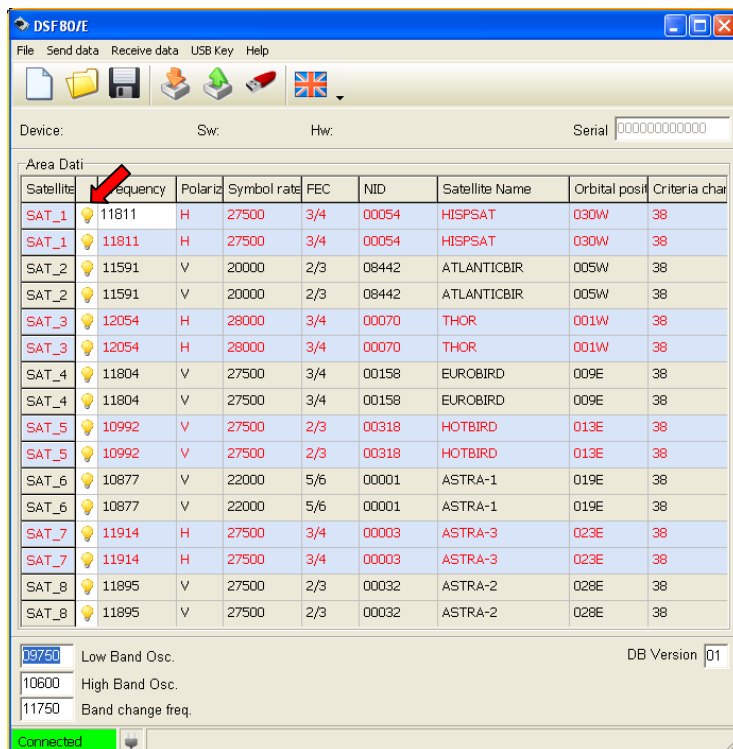 DSF80/E
File Send data Receive data USB Key Help
Device: Sw: Hw: Serial 000000000000
Area Dati
Satellite Frequency Polariz Symbol rate FEC NID Satellite Name Orbital posit Criteria char
SAT_1 11811 H 27500 3/4 00054 HISPSAT 030W 38
SAT_1 11811 H 27500 3/4 00054 HISPSAT 030W 38
SAT_2 11591 V 20000 2/3 08442 ATLANTICBIR 005W 38
SAT_2 11591 V 20000 2/3 08442 ATLANTICBIR 005W 38
SAT_3 12054 H 28000 3/4 00070 THOR 001W 38
SAT_3 12054 H 28000 3/4 00070 THOR 001W 38
SAT_4 11804 V 27500 3/4 00158 EUROBIRD 009E 38
SAT_4 11804 V 27500 3/4 00158 EUROBIRD 009E 38
SAT_5 10992 V 27500 2/3 00318 HOTBIRD 013E 38
SAT_5 10992 V 27500 2/3 00318 HOTBIRD 013E 38
SAT_6 10877 V 22000 5/6 00001 ASTRA-1 019E 38
SAT_6 10877 V 22000 5/6 00001 ASTRA-1 019E 38
SAT_7 11914 H 27500 3/4 00003 ASTRA-3 023E 38
SAT_7 11914 H 27500 3/4 00003 ASTRA-3 023E 38
SAT_8 11895 V 27500 2/3 00032 ASTRA-2 028E 38
SAT_8 11895 V 27500 2/3 00032 ASTRA-2 028E 38
09750 Low Band Osc. DB Version 01
10600 High Band Osc.
11750 Band change freq.
Connected